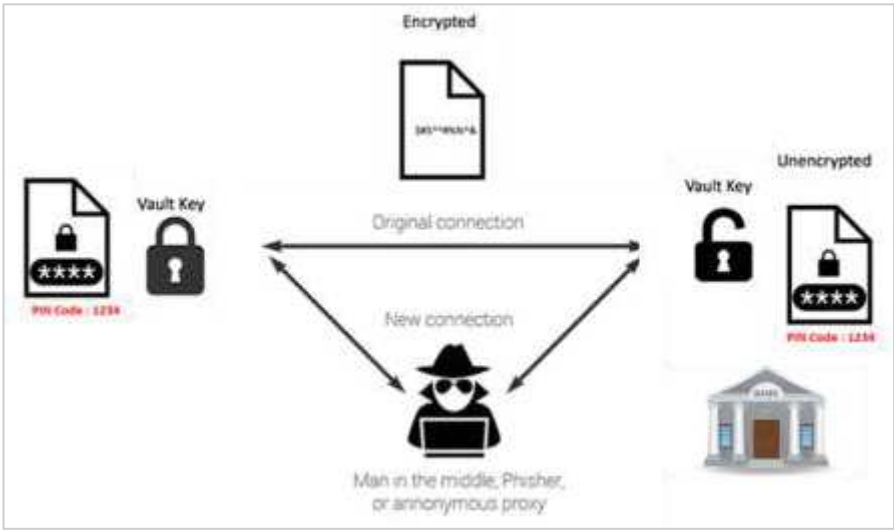 Encrypted
Unencrypted
Vault Key
Vault Key
Original connection
****
****
PIN Code : 1234
PIN Code : 1234
New connection
BANK
Man in the middle, Phisher,
or annonymous proxy